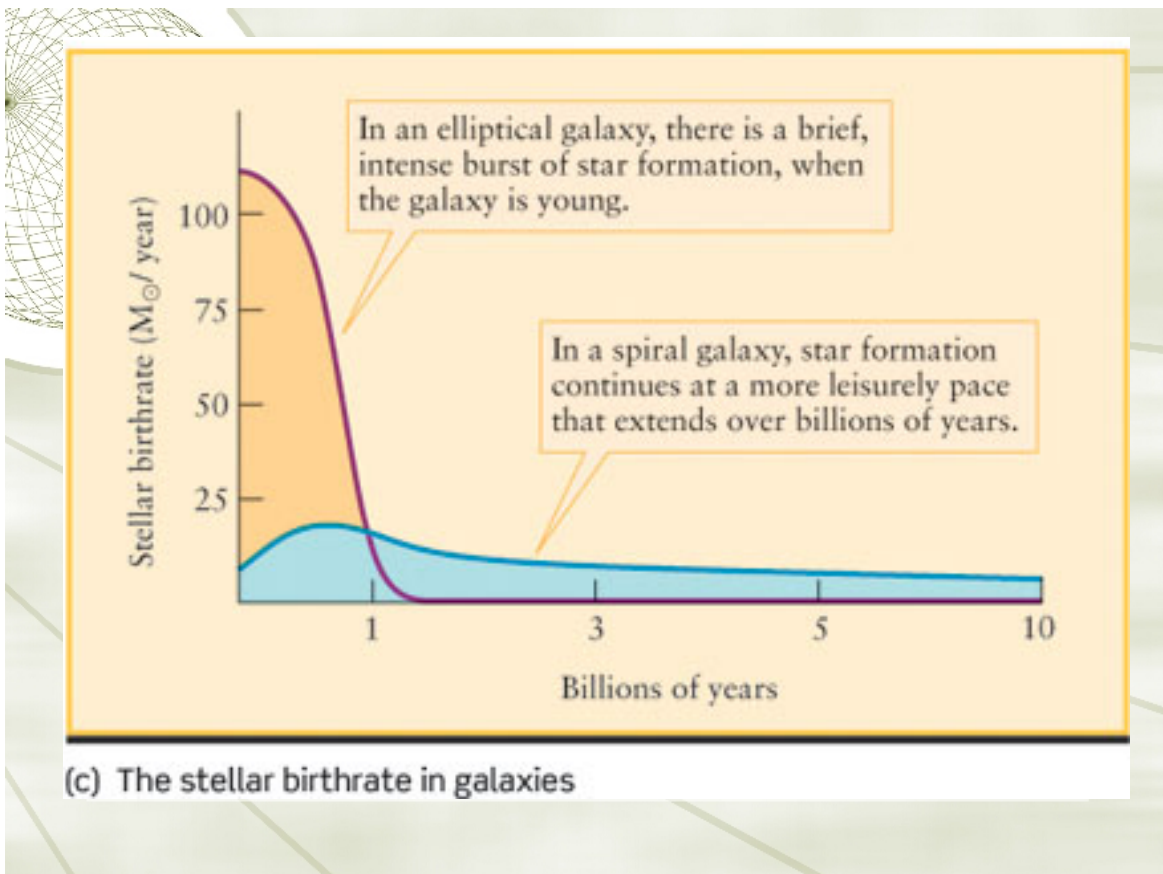 In an elliptical galaxy, there is a brief,
intense burst of star formation, when
the galaxy is young.
Stellar birthrate (M☉/ year)
100
75
50
25
In a spiral galaxy, star formation
continues at a more leisurely pace
that extends over billions of years.
1 3 5 10
Billions of years
(c) The stellar birthrate in galaxies